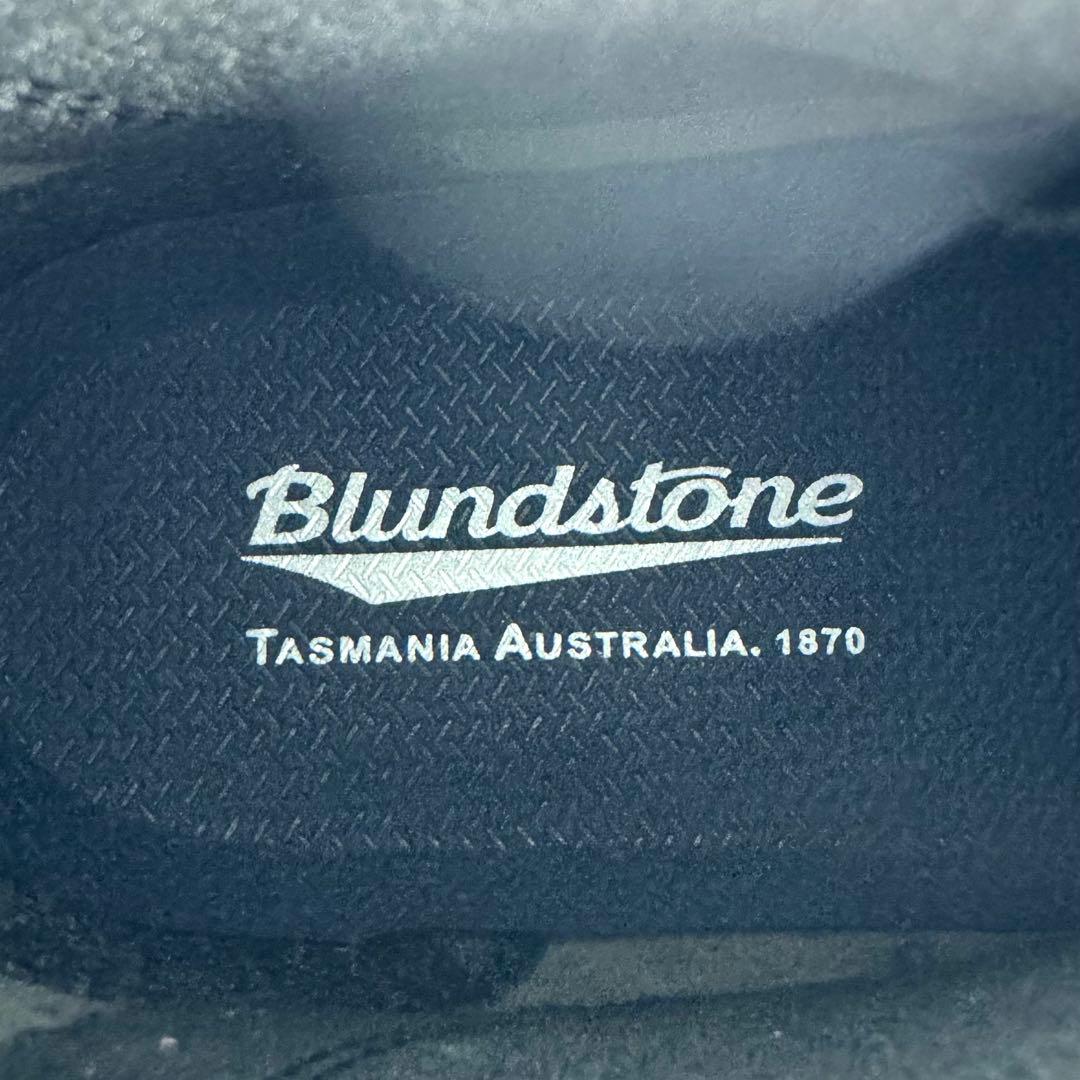 Blundstone
TASMANIA AUSTRALIA. 1870